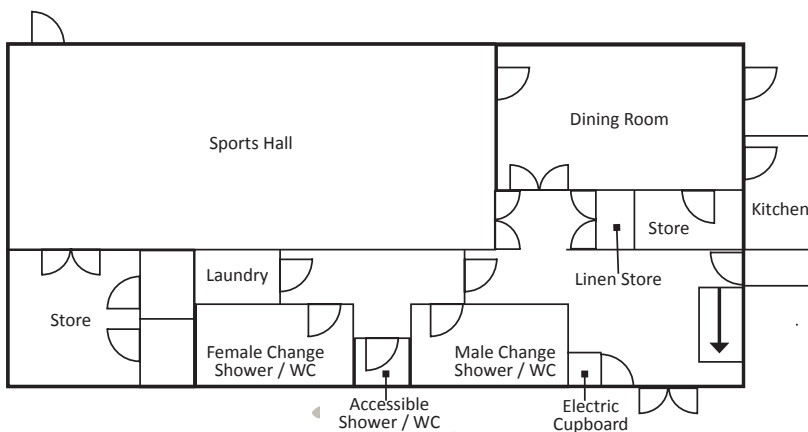 Sports Hall
Dining Room
Kitchen
Store
Linen Store
Laundry
Store
Female Change
Shower / WC
Male Change
Shower / WC
Accessible
Shower / WC
Electric
Cupboard